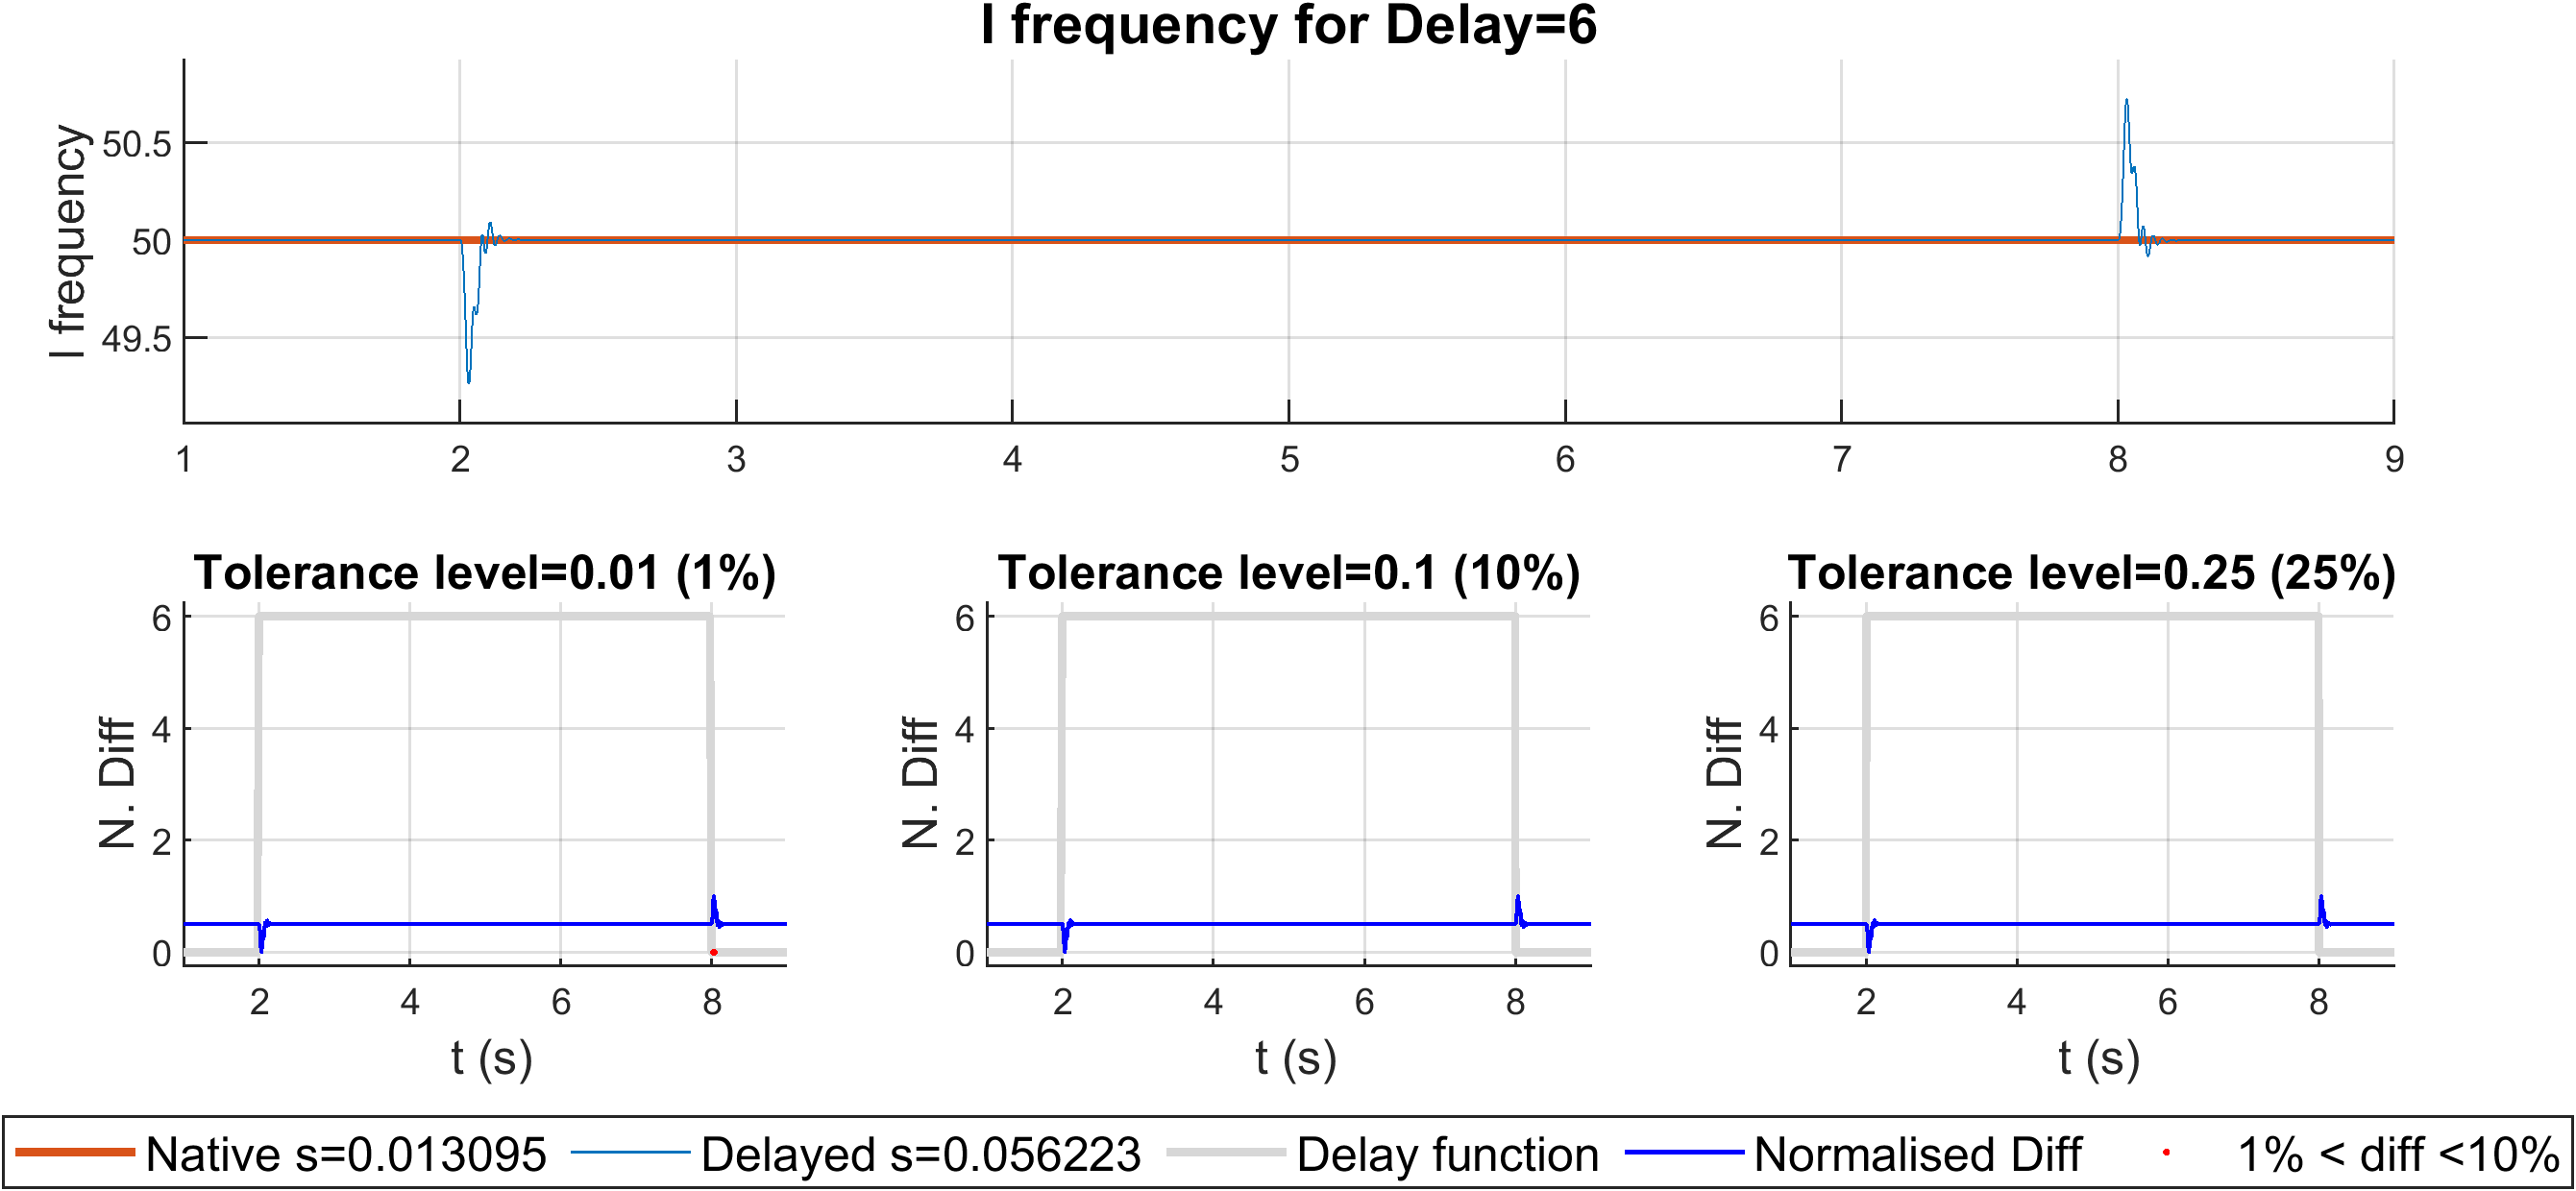 I frequency for Delay=6
I frequency
50.5
50
49.5
1 2 3 4 5 6 7 8 9
Tolerance level=0.01 (1%)
N. Diff
6
4
2
0
2 4 6 8
t (s)
Tolerance level=0.1 (10%)
N. Diff
6
4
2
0
2 4 6 8
t (s)
Tolerance level=0.25 (25%)
N. Diff
6
4
2
0
2 4 6 8
t (s)
Native s=0.013095 Delayed s=0.056223 Delay function Normalised Diff 1% < diff <10%